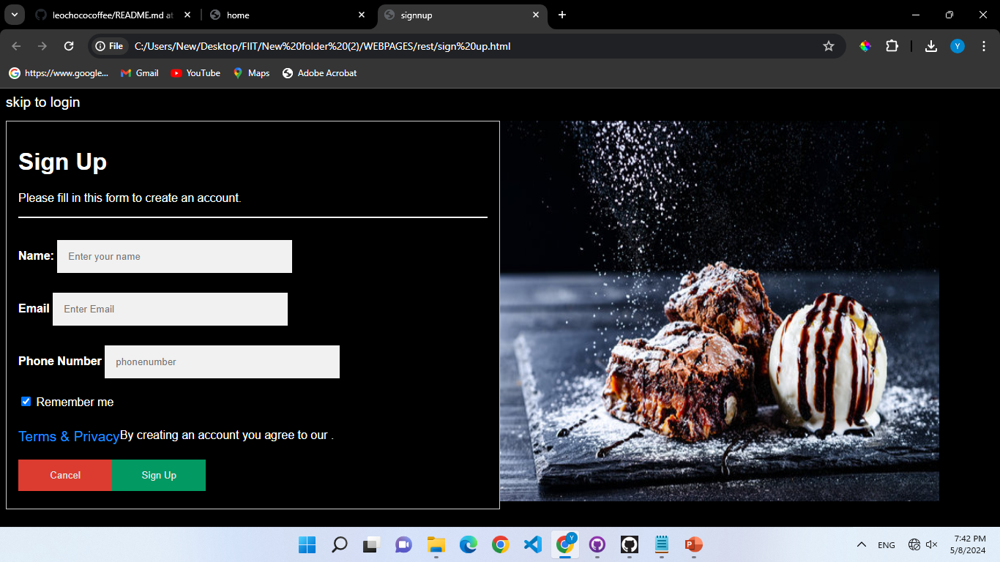 leochococoffee/README.md at
home
signnup
File
C:/Users/New/Desktop/FIIT/New%20folder%20(2)/WEBPAGES/rest/sign%20up.html
Y
https://www.google...
Gmail
YouTube
Maps
Adobe Acrobat
skip to login
Sign Up
Please fill in this form to create an account.
Name: Enter your name
Email Enter Email
Phone Number phonenumber
Remember me
Terms & PrivacyBy creating an account you agree to our .
Cancel Sign Up
Y
ENG
7:42 PM
5/8/2024